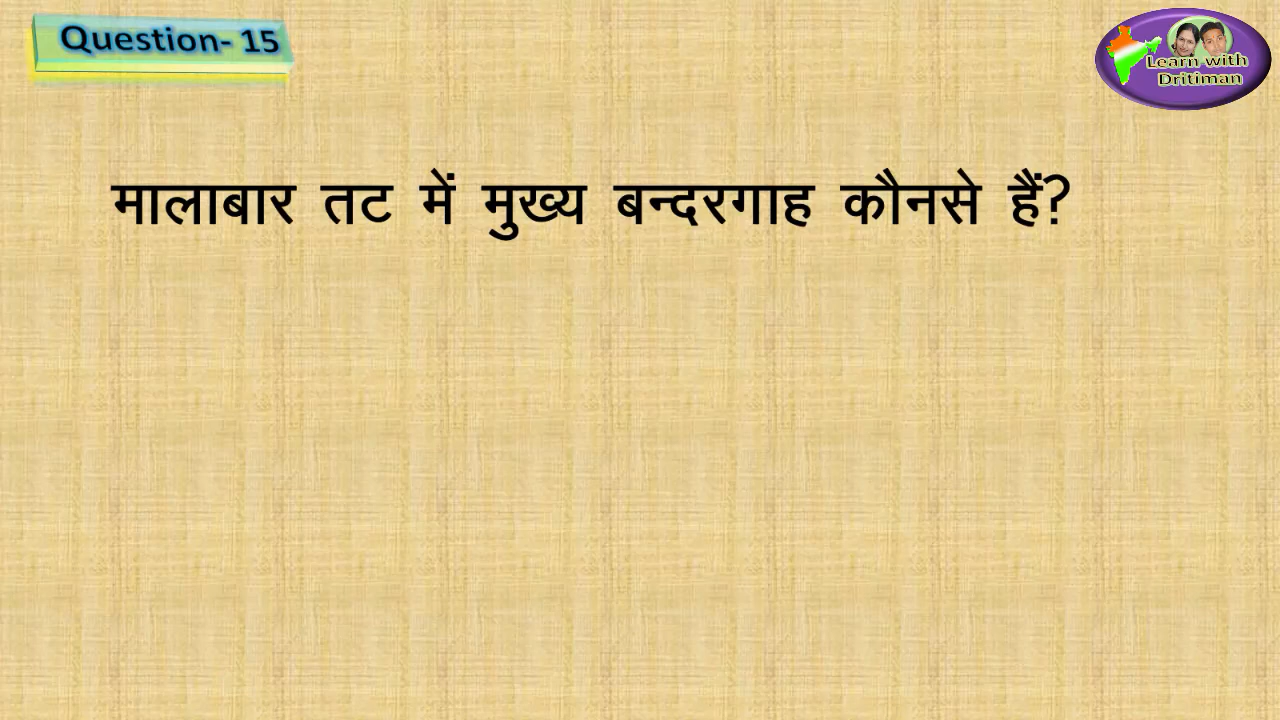 Question- 15
Learn with
Dritiman
मालाबार तट में मुख्य बन्दरगाह कौनसे हैं?